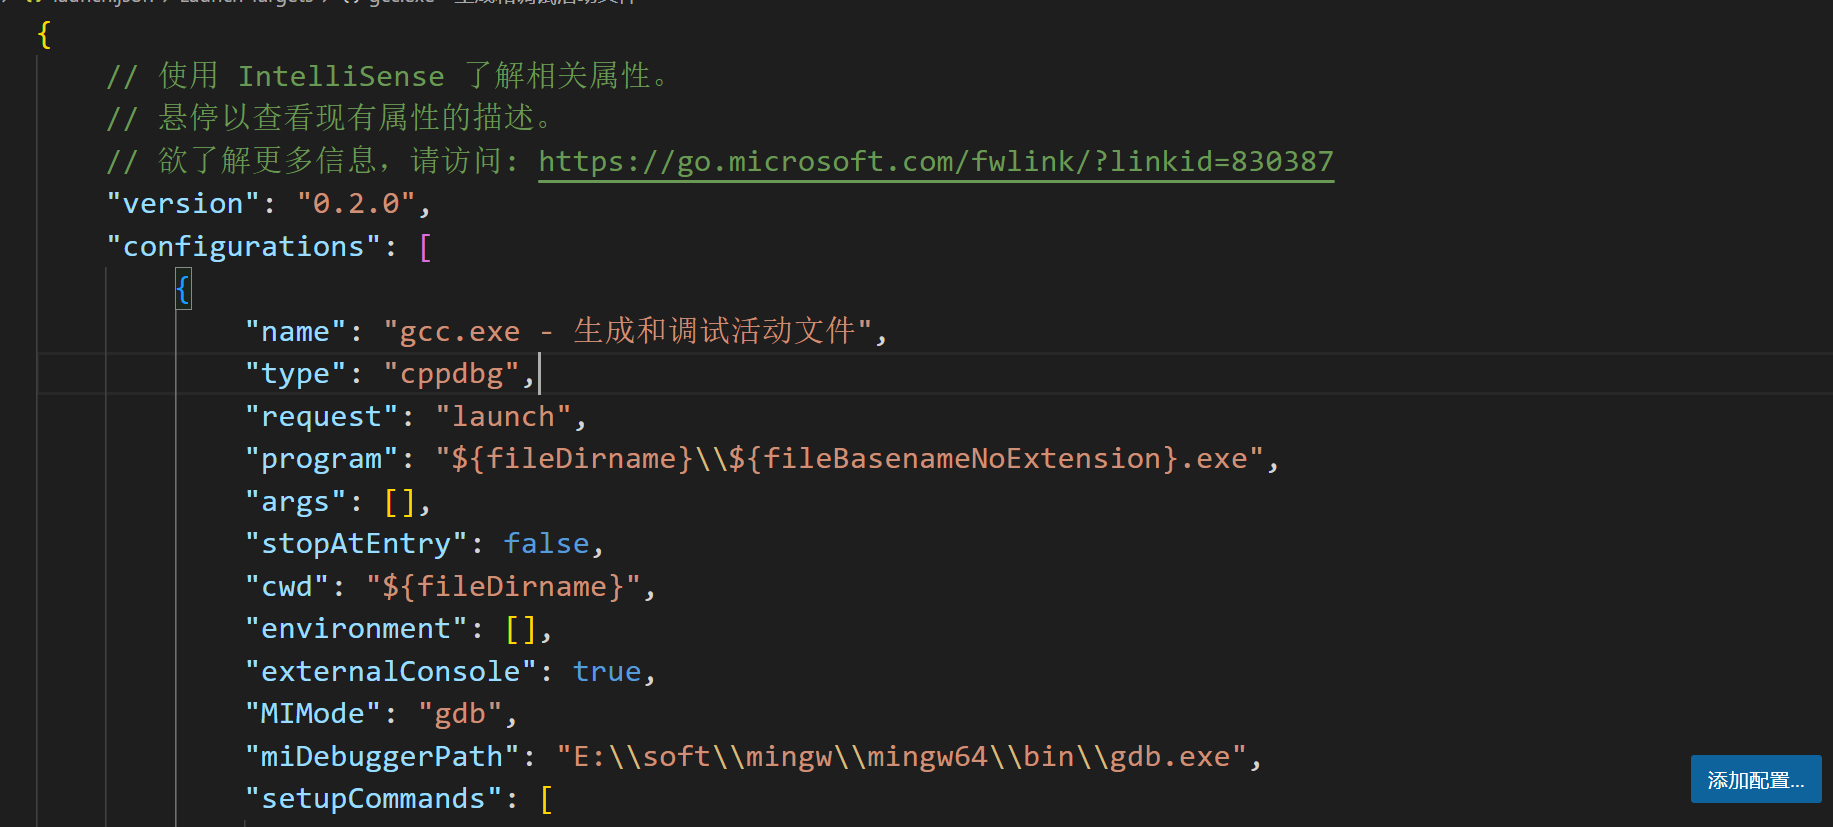 {
// 使用 IntelliSense 了解相关属性。
// 悬停以查看现有属性的描述。
// 欲了解更多信息，请访问: https://go.microsoft.com/fwlink/?linkid=830387
"version": "0.2.0",
"configurations": [
{
"name": "gcc.exe - 生成和调试活动文件",
"type": "cppdbg",
"request": "launch",
"program": "${fileDirname}\\${fileBasenameNoExtension}.exe",
"args": [],
"stopAtEntry": false,
"cwd": "${fileDirname}",
"environment": [],
"externalConsole": true,
"MIMode": "gdb",
"miDebuggerPath": "E:\\soft\\mingw\\mingw64\\bin\\gdb.exe",
"setupCommands": [
添加配置...